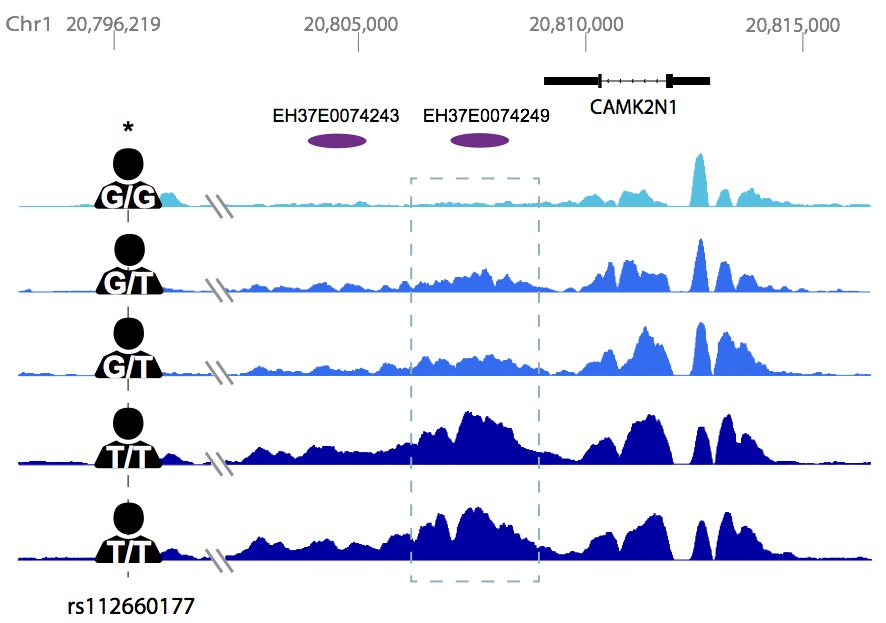 Chr1 20,796,219 20,805,000 20,810,000 20,815,000
CAMK2N1
EH37E0074243 EH37E0074249
*
G/G
G/T
G/T
T/T
T/T
rs112660177